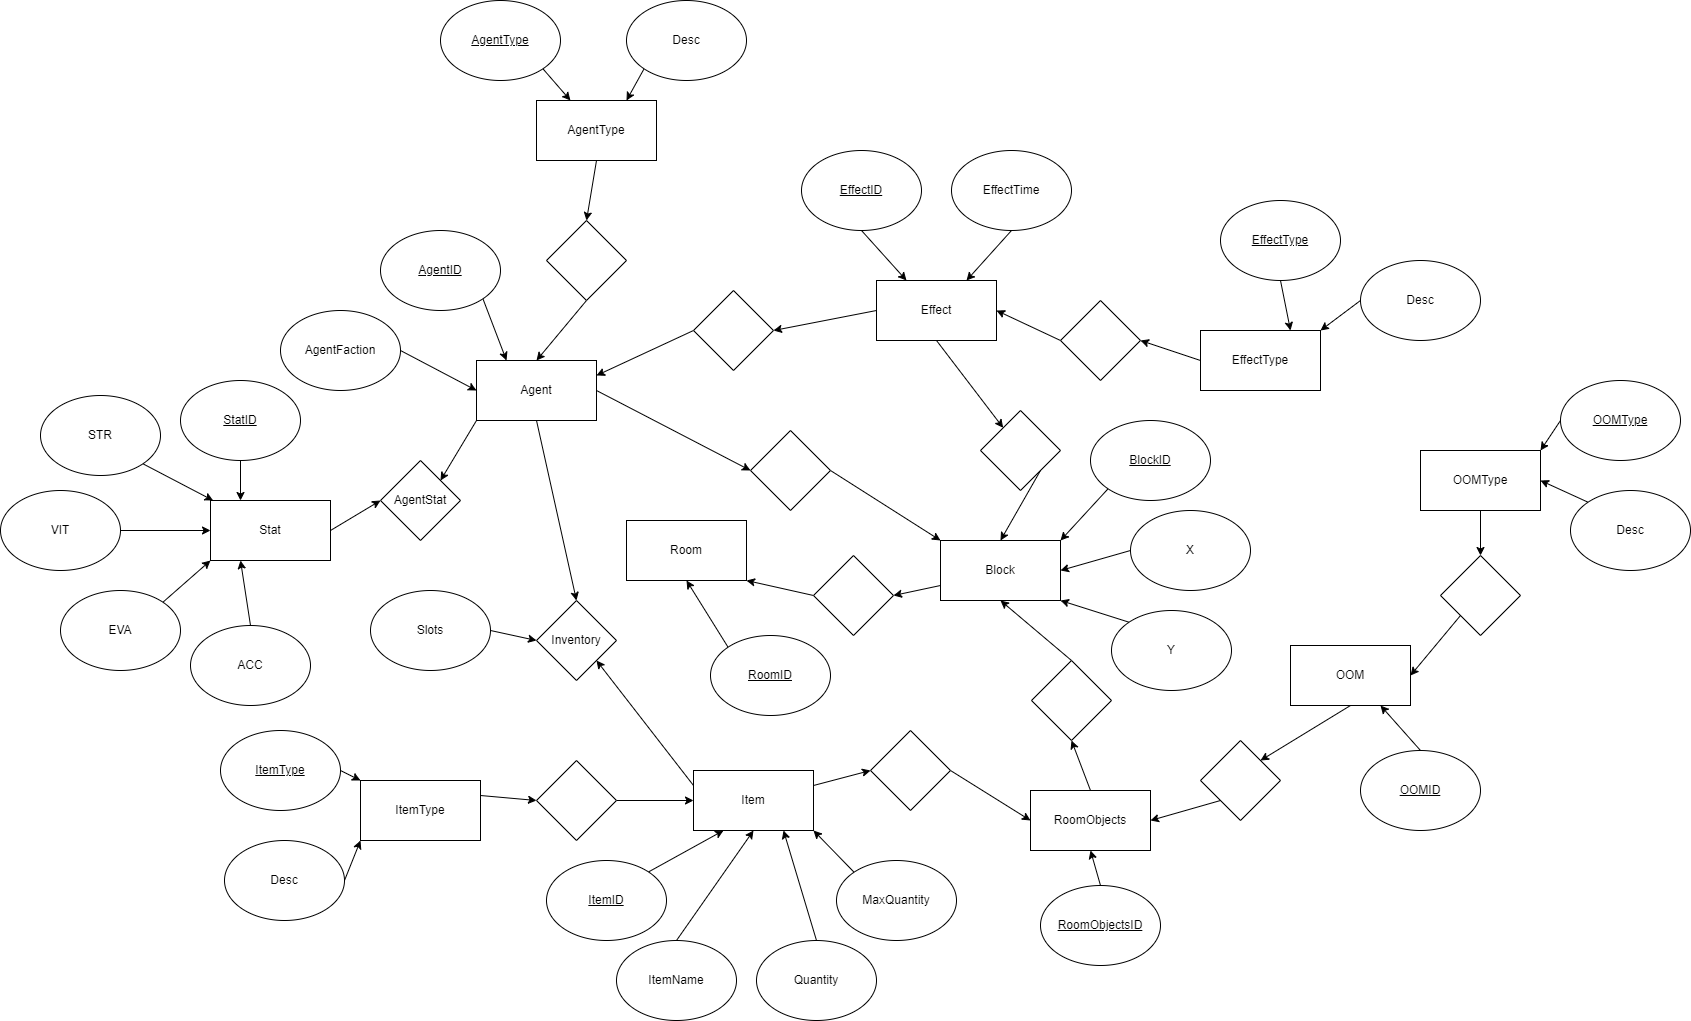 AgentType
Desc
AgentType
EffectID
EffectTime
EffectType
AgentID
Desc
Effect
AgentFaction
EffectType
Agent
StatID
OOMType
STR
BlockID
OOMType
AgentStat
VIT
Stat
Desc
Room
X
Block
EVA
Slots
Inventory
Y
ACC
RoomID
OOM
ItemType
OOMID
Item
ItemType
RoomObjects
Desc
ItemID
MaxQuantity
RoomObjectsID
ItemName
Quantity